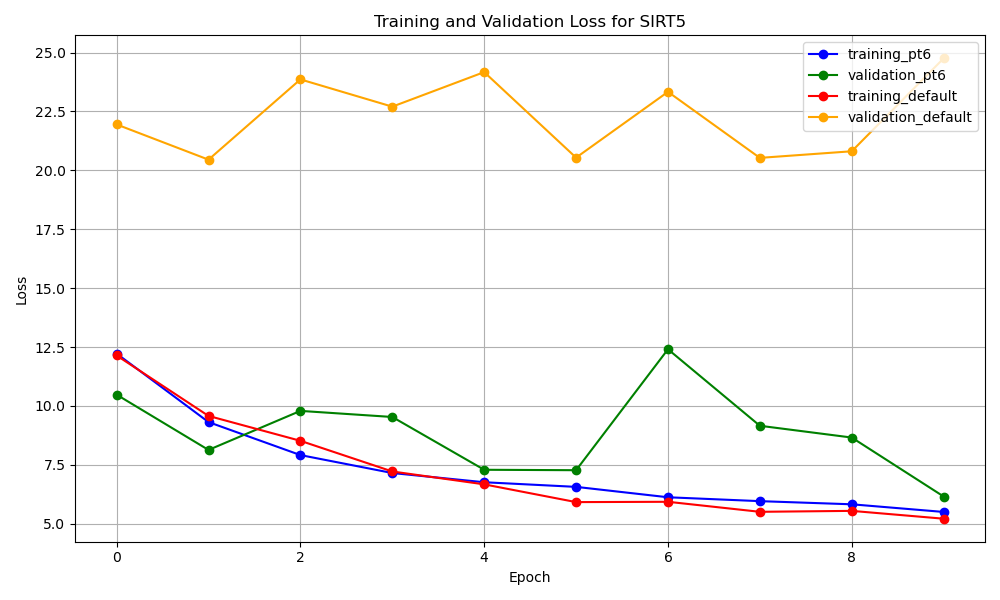 Training and Validation Loss for SIRT5
training_pt6
validation_pt6
training_default
validation_default
25.0
22.5
20.0
17.5
15.0
12.5
10.0
7.5
5.0
Loss
0 2 4 6 8
Epoch